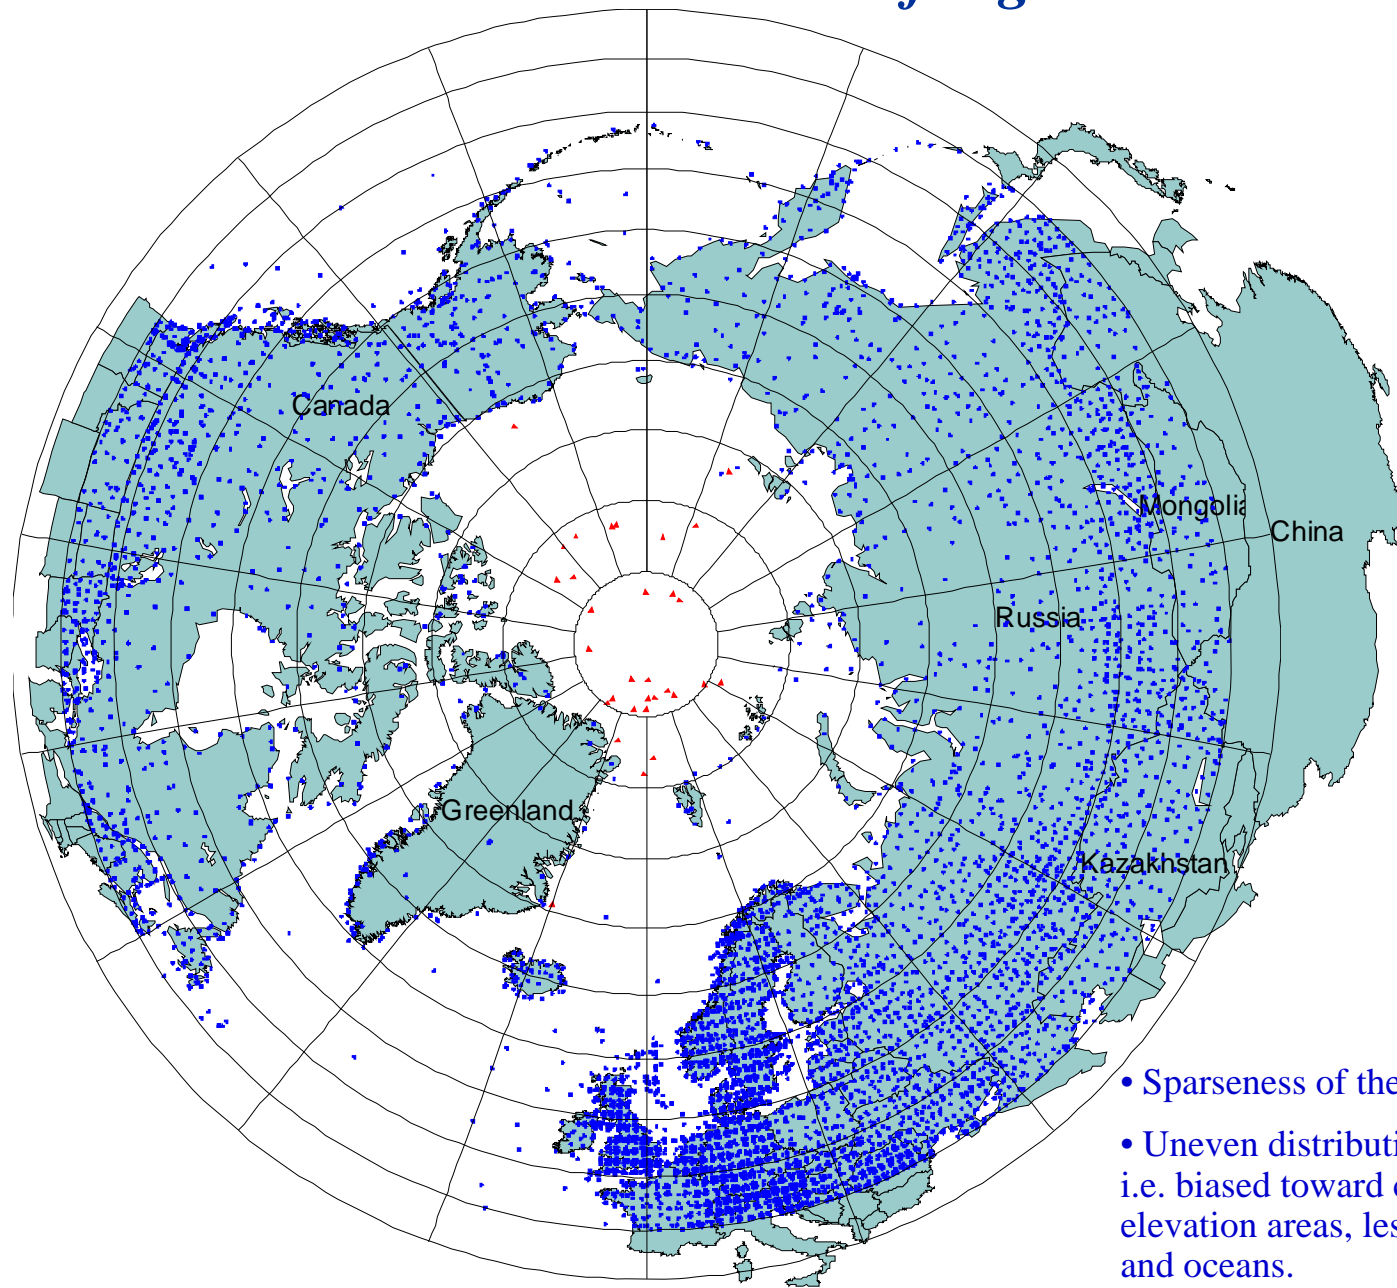 Canada
Mongolia
China
Russia
Greenland
Kazakhstan
• Sparseness of the
• Uneven distributi
i.e. biased toward c
elevation areas, les
and oceans.